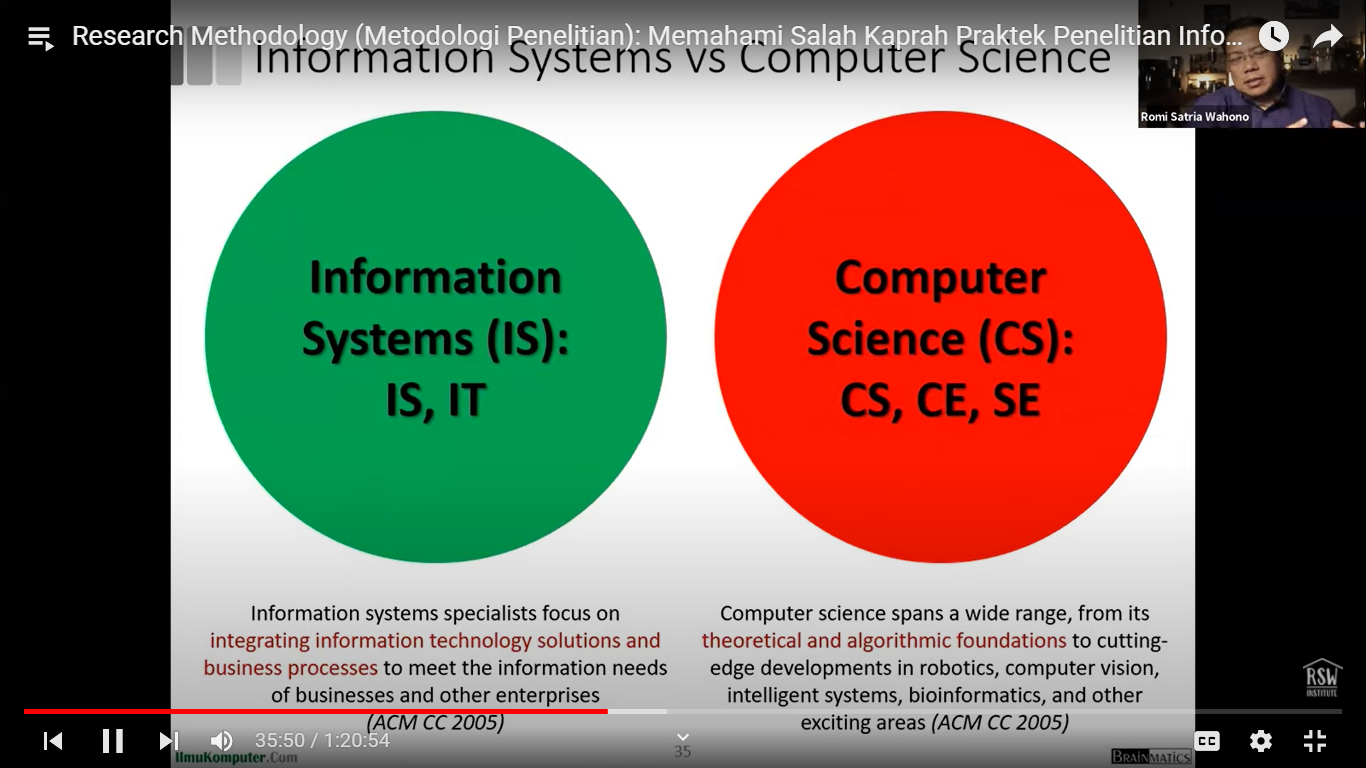 Research Methodology (Metodologi Penelitian): Memahami Salah Kaprah Praktek Penelitian Info...
Information Systems vs Computer Science
Romi Satria Wahono
Information
Systems (IS):
IS, IT
Computer
Science (CS):
CS, CE, SE
Information systems specialists focus on
integrating information technology solutions and
business processes to meet the information needs
of businesses and other enterprises
(ACM CC 2005)
Computer science spans a wide range, from its
theoretical and algorithmic foundations to cutting-
edge developments in robotics, computer vision,
intelligent systems, bioinformatics, and other
exciting areas (ACM CC 2005)
RSW
INSTITUTE
35:50 / 1:20:54
CC
IlmuKomputer.Com
35
BRAINMATICS